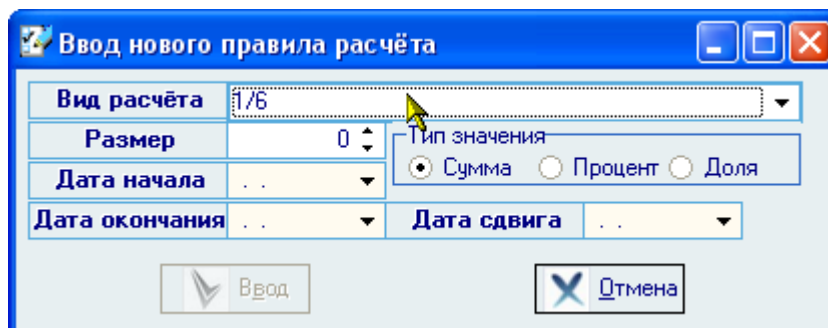 Ввод нового правила расчёта
Вид расчёта 1/6
Размер 0 Тип значения
Сумма Процент Доля
Дата начала . .
Дата окончания . . Дата сдвига . .
Ввод Отмена